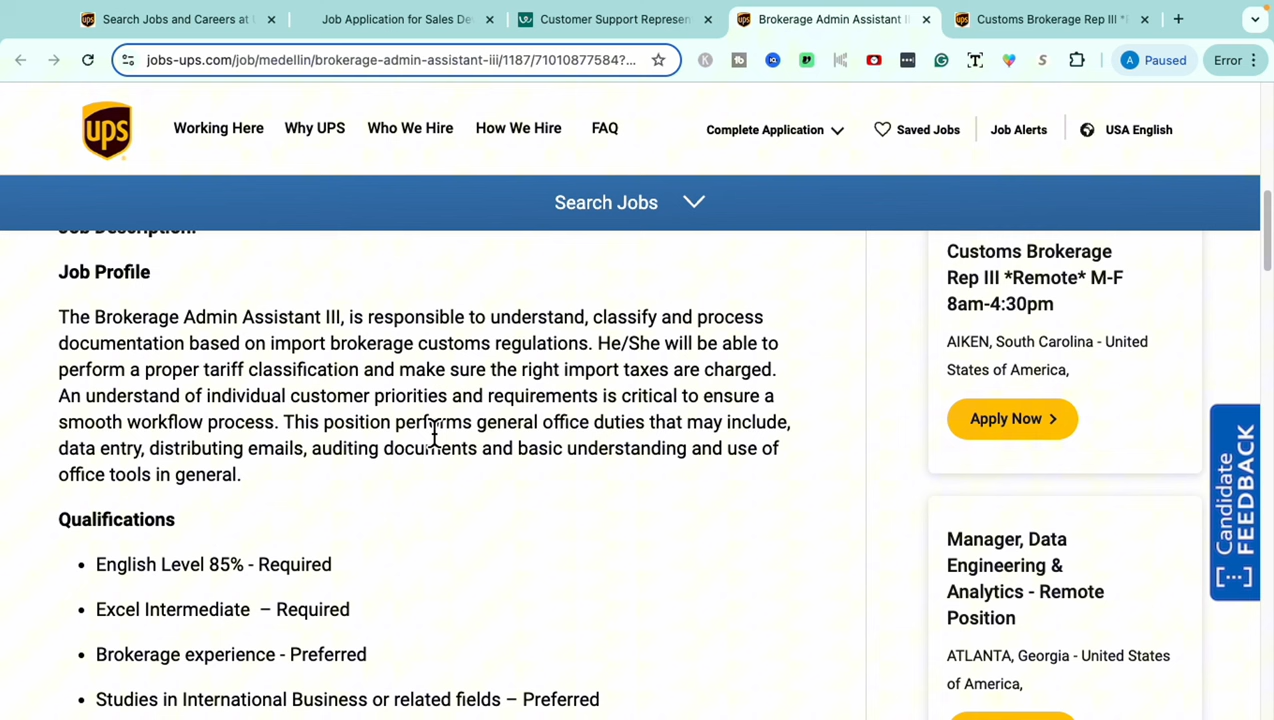 Search Jobs and Careers at
Job Application for Sales De
Customer Support Represen
Brokerage Admin Assistant II
Customs Brokerage Rep III *
jobs-ups.com/job/medellin/brokerage-admin-assistant-iii/1187/71010877584?...
Paused
Error
ups
Working Here
Why UPS
Who We Hire
How We Hire
FAQ
Complete Application
Saved Jobs
Job Alerts
USA English
Search Jobs
Job Description:
Job Profile
The Brokerage Admin Assistant III, is responsible to understand, classify and process
documentation based on import brokerage customs regulations. He/She will be able to
perform a proper tariff classification and make sure the right import taxes are charged.
An understand of individual customer priorities and requirements is critical to ensure a
smooth workflow process. This position performs general office duties that may include,
data entry, distributing emails, auditing documents and basic understanding and use of
office tools in general.
Qualifications
• English Level 85% - Required
• Excel Intermediate – Required
• Brokerage experience - Preferred
• Studies in International Business or related fields – Preferred
Customs Brokerage
Rep III *Remote* M-F
8am-4:30pm
AIKEN, South Carolina - United
States of America,
Apply Now
Manager, Data
Engineering &
Analytics - Remote
Position
ATLANTA, Georgia - United States
of America,
Candidate
FEEDBACK